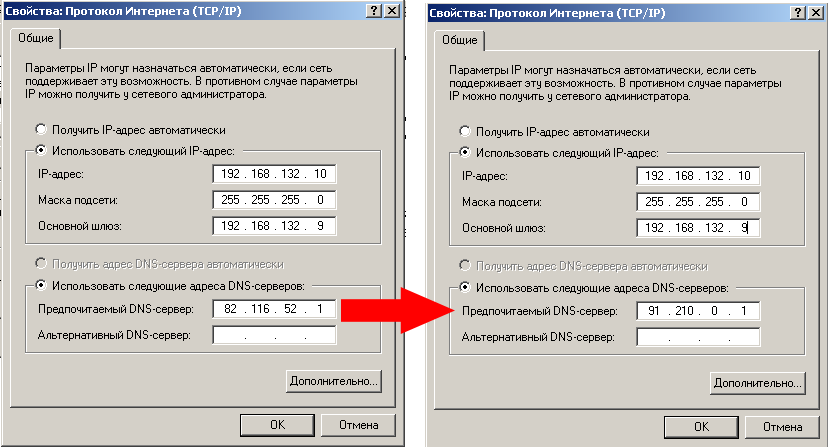 Свойства: Протокол Интернета (TCP/IP)
Общие
Параметры IP могут назначаться автоматически, если сеть
поддерживает эту возможность. В противном случае параметры
IP можно получить у сетевого администратора.
Получить IP-адрес автоматически
Использовать следующий IP-адрес:
IP-адрес: 192 . 168 . 132 . 10
Маска подсети: 255 . 255 . 255 . 0
Основной шлюз: 192 . 168 . 132 . 9
Получить адрес DNS-сервера автоматически
Использовать следующие адреса DNS-серверов:
Предпочитаемый DNS-сервер: 82 . 116 . 52 . 1
Альтернативный DNS-сервер: . . .
Дополнительно...
OK Отмена
Свойства: Протокол Интернета (TCP/IP)
Общие
Параметры IP могут назначаться автоматически, если сеть
поддерживает эту возможность. В противном случае параметры
IP можно получить у сетевого администратора.
Получить IP-адрес автоматически
Использовать следующий IP-адрес:
IP-адрес: 192 . 168 . 132 . 10
Маска подсети: 255 . 255 . 255 . 0
Основной шлюз: 192 . 168 . 132 . 9
Получить адрес DNS-сервера автоматически
Использовать следующие адреса DNS-серверов:
Предпочитаемый DNS-сервер: 91 . 210 . 0 . 1
Альтернативный DNS-сервер: . . .
Дополнительно...
OK Отмена